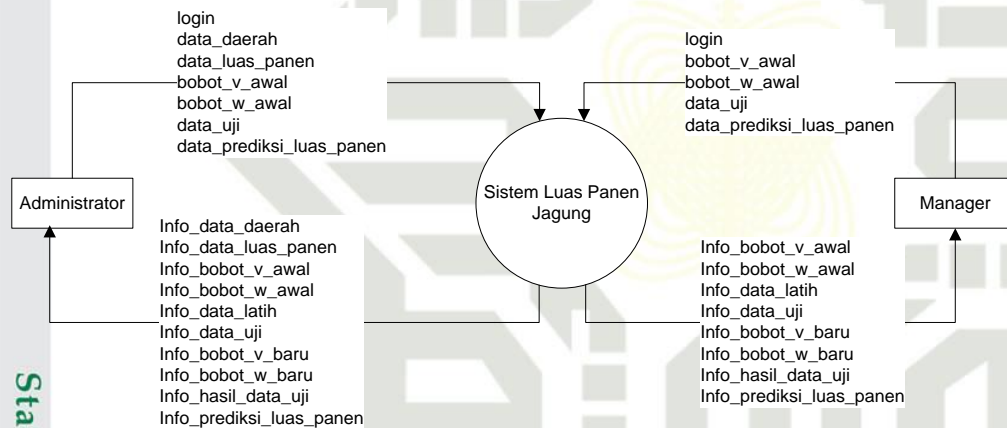 login
data_daerah
data_luas_panen
bobot_v_awal
bobot_w_awal
data_uji
data_prediksi_luas_panen
login
bobot_v_awal
bobot_w_awal
data_uji
data_prediksi_luas_panen
Administrator
Sistem Luas Panen
Jagung
Manager
Info_data_daerah
Info_data_luas_panen
Info_bobot_v_awal
Info_bobot_w_awal
Info_data_latih
Info_data_uji
Info_bobot_v_baru
Info_bobot_w_baru
Info_hasil_data_uji
Info_prediksi_luas_panen
Info_bobot_v_awal
Info_bobot_w_awal
Info_data_latih
Info_data_uji
Info_bobot_v_baru
Info_bobot_w_baru
Info_hasil_data_uji
Info_prediksi_luas_panen
Sta